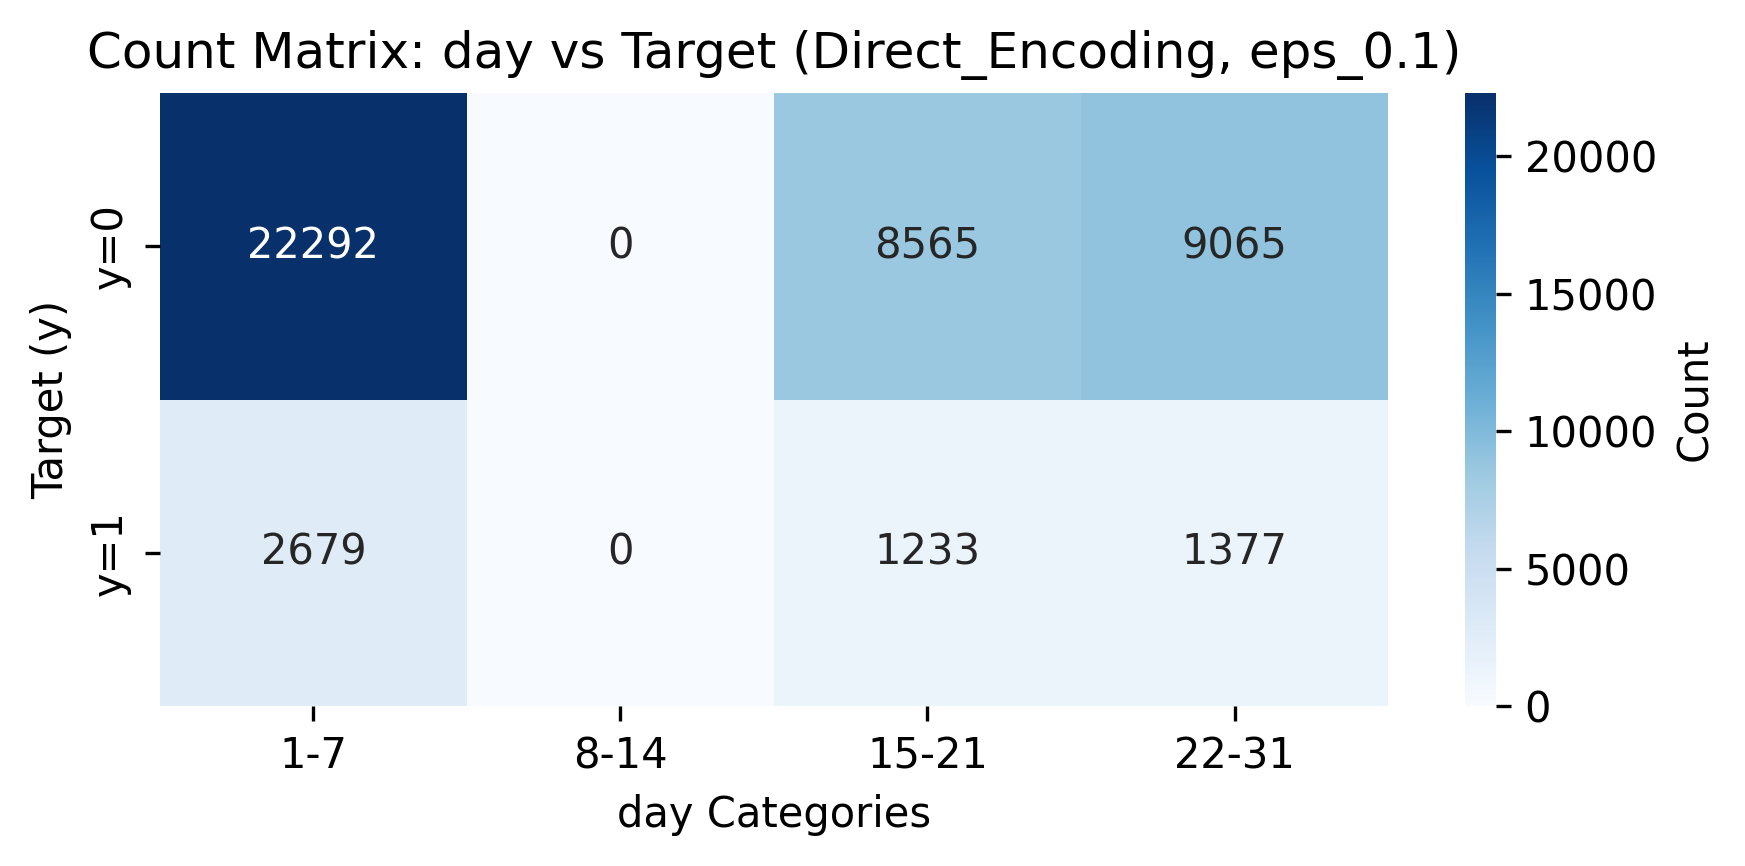 Count Matrix: day vs Target (Direct_Encoding, eps_0.1)
Target (y)
y=0
22292 0 8565 9065
y=1
2679 0 1233 1377
1-7 8-14 15-21 22-31
day Categories
20000
15000
10000
5000
0
Count